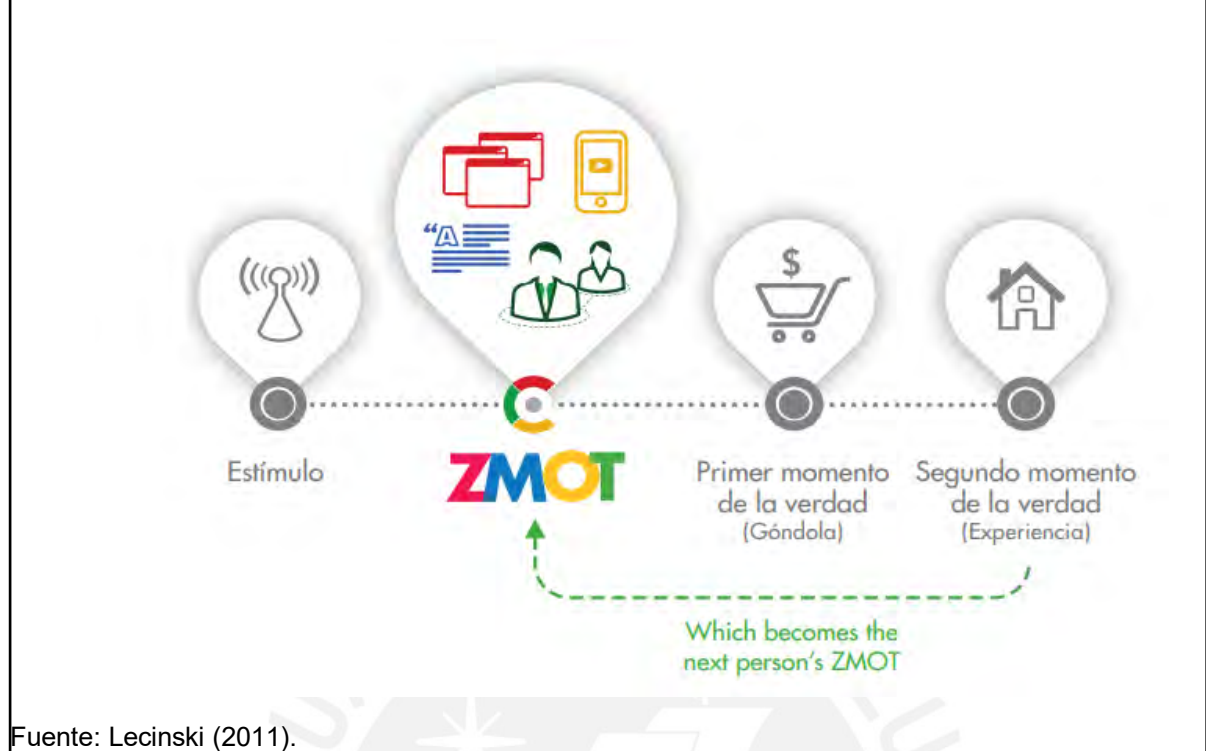 “A
$
Estímulo
ZMOT
Primer momento
de la verdad
(Góndola)
Segundo momento
de la verdad
(Experiencia)
Which becomes the
next person's ZMOT
Fuente: Lecinski (2011).